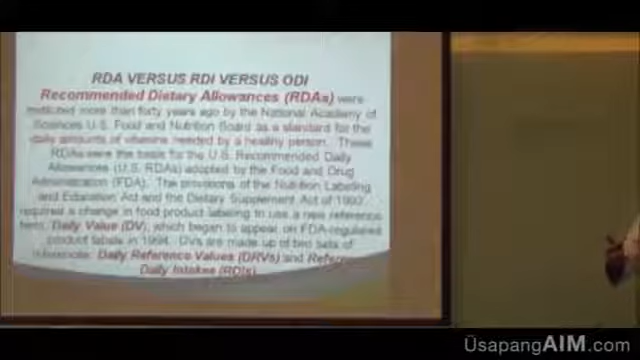 RDA VERSUS RDI VERSUS ODI
Recommended Dietary Allowances (RDAs) were
instituted more than forty years ago by the National Academy of
Sciences U.S. Food and Nutrition Board as a standard for the
daily amounts of vitamins needed by a healthy person. These
RDAs were the basis for the U.S. Recommended Daily
Allowances (U.S. RDAs) adopted by the Food and Drug
Administration (FDA). The provisions of the Nutrition Labeling
and Education Act and the Dietary Supplement Act of
required a change in food product labeling to use a new reference
term, Daily Value (DV), which began to appear on FDA-regulated
product labels in 1994. DVs are made up of two sets of
references: Daily Reference Values (DRVs) and Refere
Daily Intakes (RDIs).
ÜsapangAIM.com